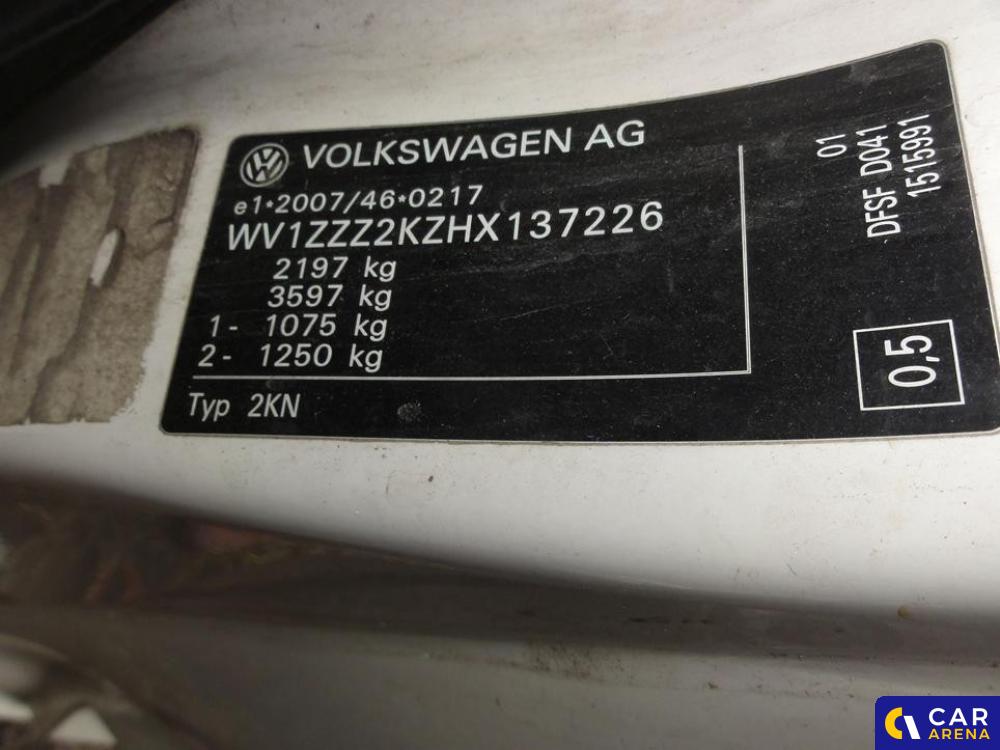 VOLKSWAGEN AG
e1*2007/46*0217
WV1ZZZ2KZHX137226
2197 kg
3597 kg
1- 1075 kg
2- 1250 kg
Typ 2KN
01
DFSF D041
1515991
0,5
CAR
ARENA